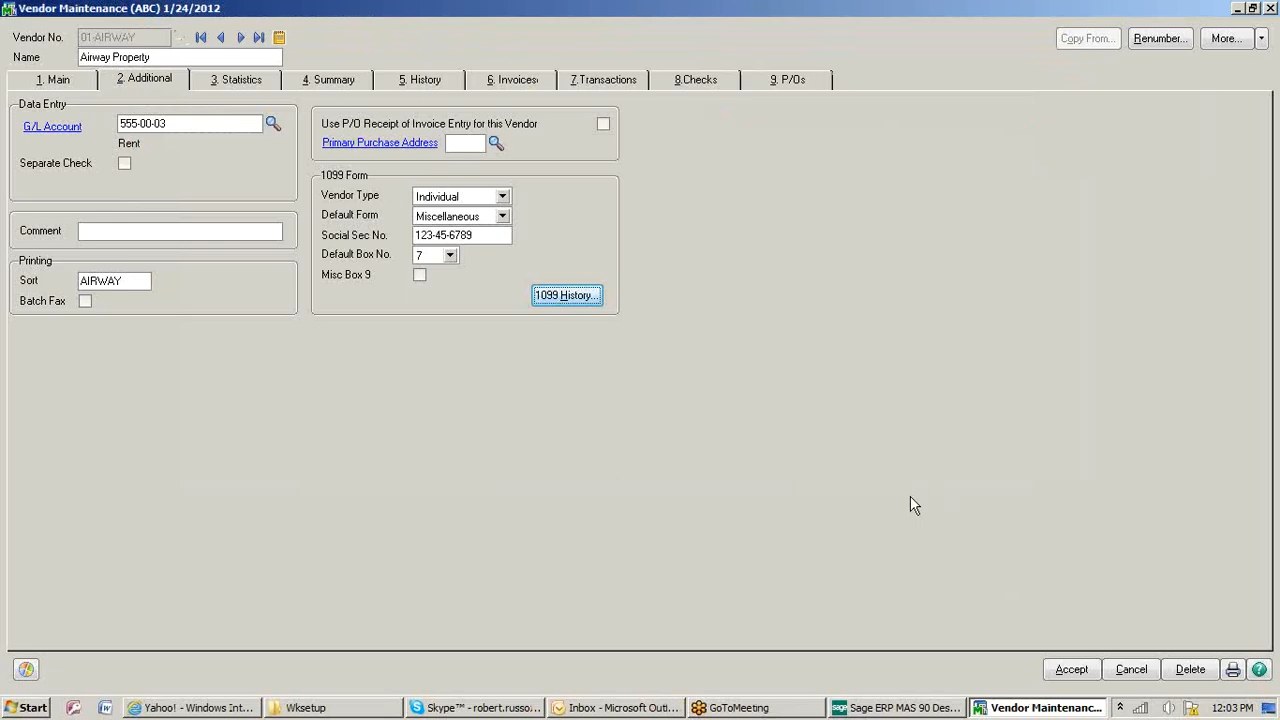 Vendor Maintenance (ABC) 1/24/2012
Vendor No. 01-AIRWAY
Copy From... Renumber... More...
Name Airway Property
1. Main 2. Additional 3. Statistics 4. Summary 5. History 6. Invoices 7.Transactions 8.Checks 9. P/Os
Data Entry
G/L Account 555-00-03
Rent
Separate Check
Comment
Printing
Sort AIRWAY
Batch Fax
Use P/O Receipt of Invoice Entry for this Vendor
Primary Purchase Address
1099 Form
Vendor Type Individual
Default Form Miscellaneous
Social Sec No. 123-45-6789
Default Box No. 7
Misc Box 9
1099 History...
Accept Cancel Delete
Start Yahoo! - Windows Int... Wksetup Skype™ - robert.russo... Inbox - Microsoft Out... GoToMeeting sage Sage ERP MAS 90 Des... Vendor Maintenanc... 12:03 PM